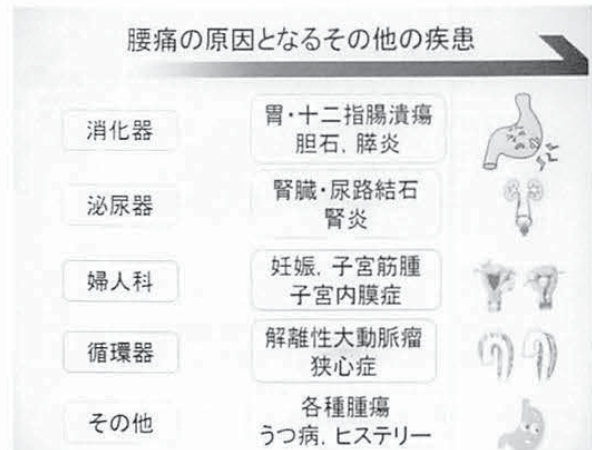 腰痛の原因となるその他の疾患
消化器
胃・十二指腸潰瘍
胆石, 膵炎
泌尿器
腎臓・尿路結石
腎炎
婦人科
妊娠, 子宮筋腫
子宮内膜症
循環器
解離性大動脈瘤
狭心症
その他
各種腫瘍
うつ病, ヒステリー